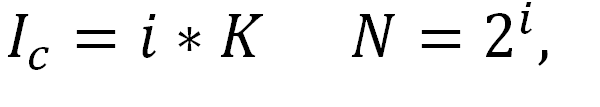 I_c = i * K N = 2^i,